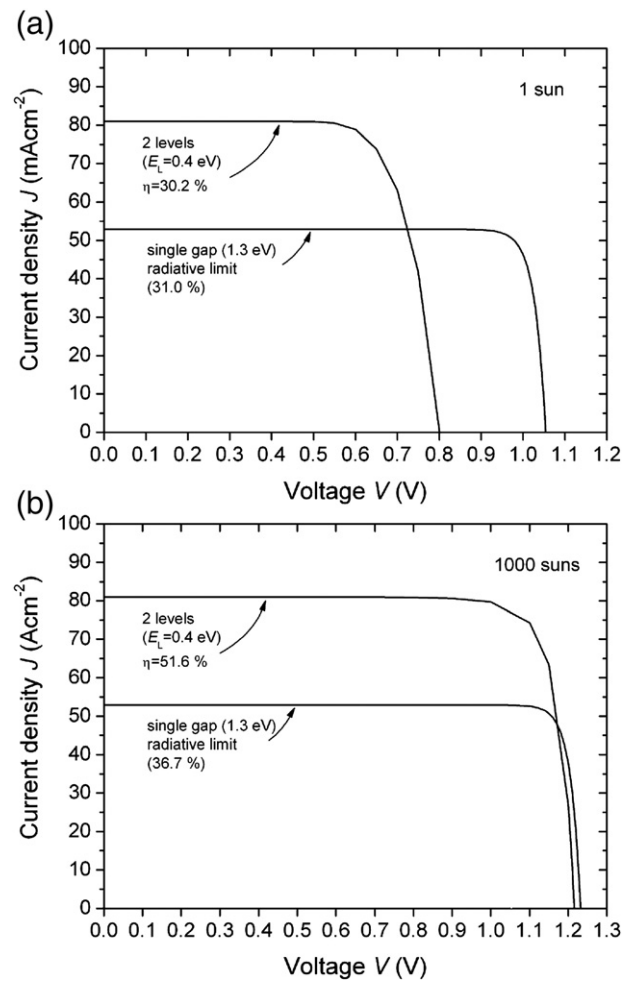 (a)
100
90
80
70
60
50
40
30
20
10
0
Current density J (mAcm⁻²)
1 sun
2 levels
(E_L=0.4 eV)
η=30.2 %
single gap (1.3 eV)
radiative limit
(31.0 %)
0.0 0.1 0.2 0.3 0.4 0.5 0.6 0.7 0.8 0.9 1.0 1.1 1.2
Voltage V (V)
(b)
100
90
80
70
60
50
40
30
20
10
0
Current density J (Acm⁻²)
1000 suns
2 levels
(E_L=0.4 eV)
η=51.6 %
single gap (1.3 eV)
radiative limit
(36.7 %)
0.0 0.1 0.2 0.3 0.4 0.5 0.6 0.7 0.8 0.9 1.0 1.1 1.2 1.3
Voltage V (V)